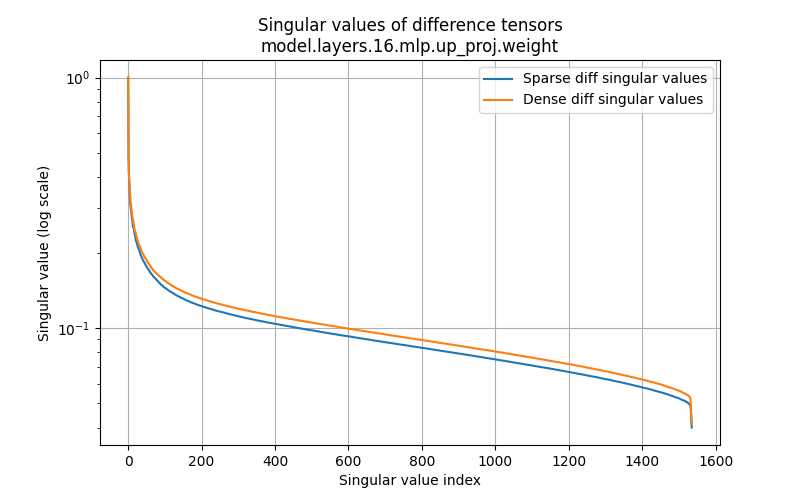 Singular values of difference tensors
model.layers.16.mlp.up_proj.weight
Sparse diff singular values
Dense diff singular values
Singular value (log scale)
10⁰
10⁻¹
0 200 400 600 800 1000 1200 1400 1600
Singular value index